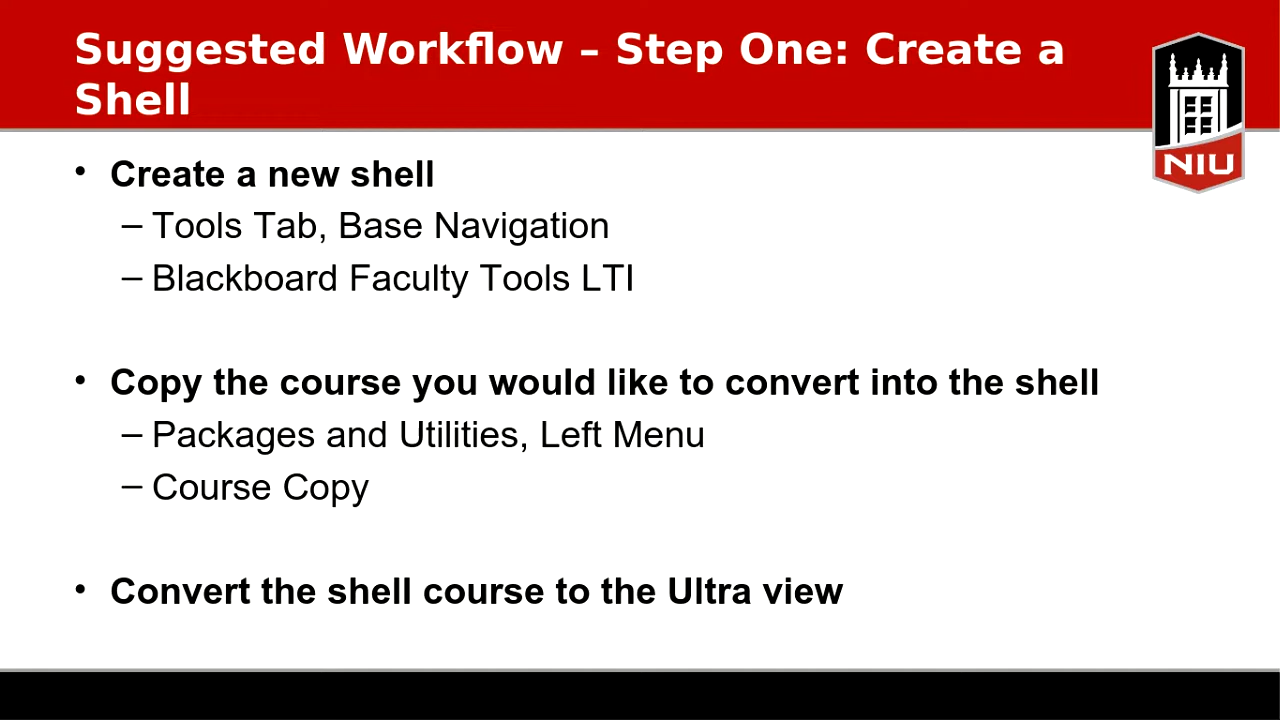 Suggested Workflow – Step One: Create a
Shell
NIU
• Create a new shell
– Tools Tab, Base Navigation
– Blackboard Faculty Tools LTI
• Copy the course you would like to convert into the shell
– Packages and Utilities, Left Menu
– Course Copy
• Convert the shell course to the Ultra view